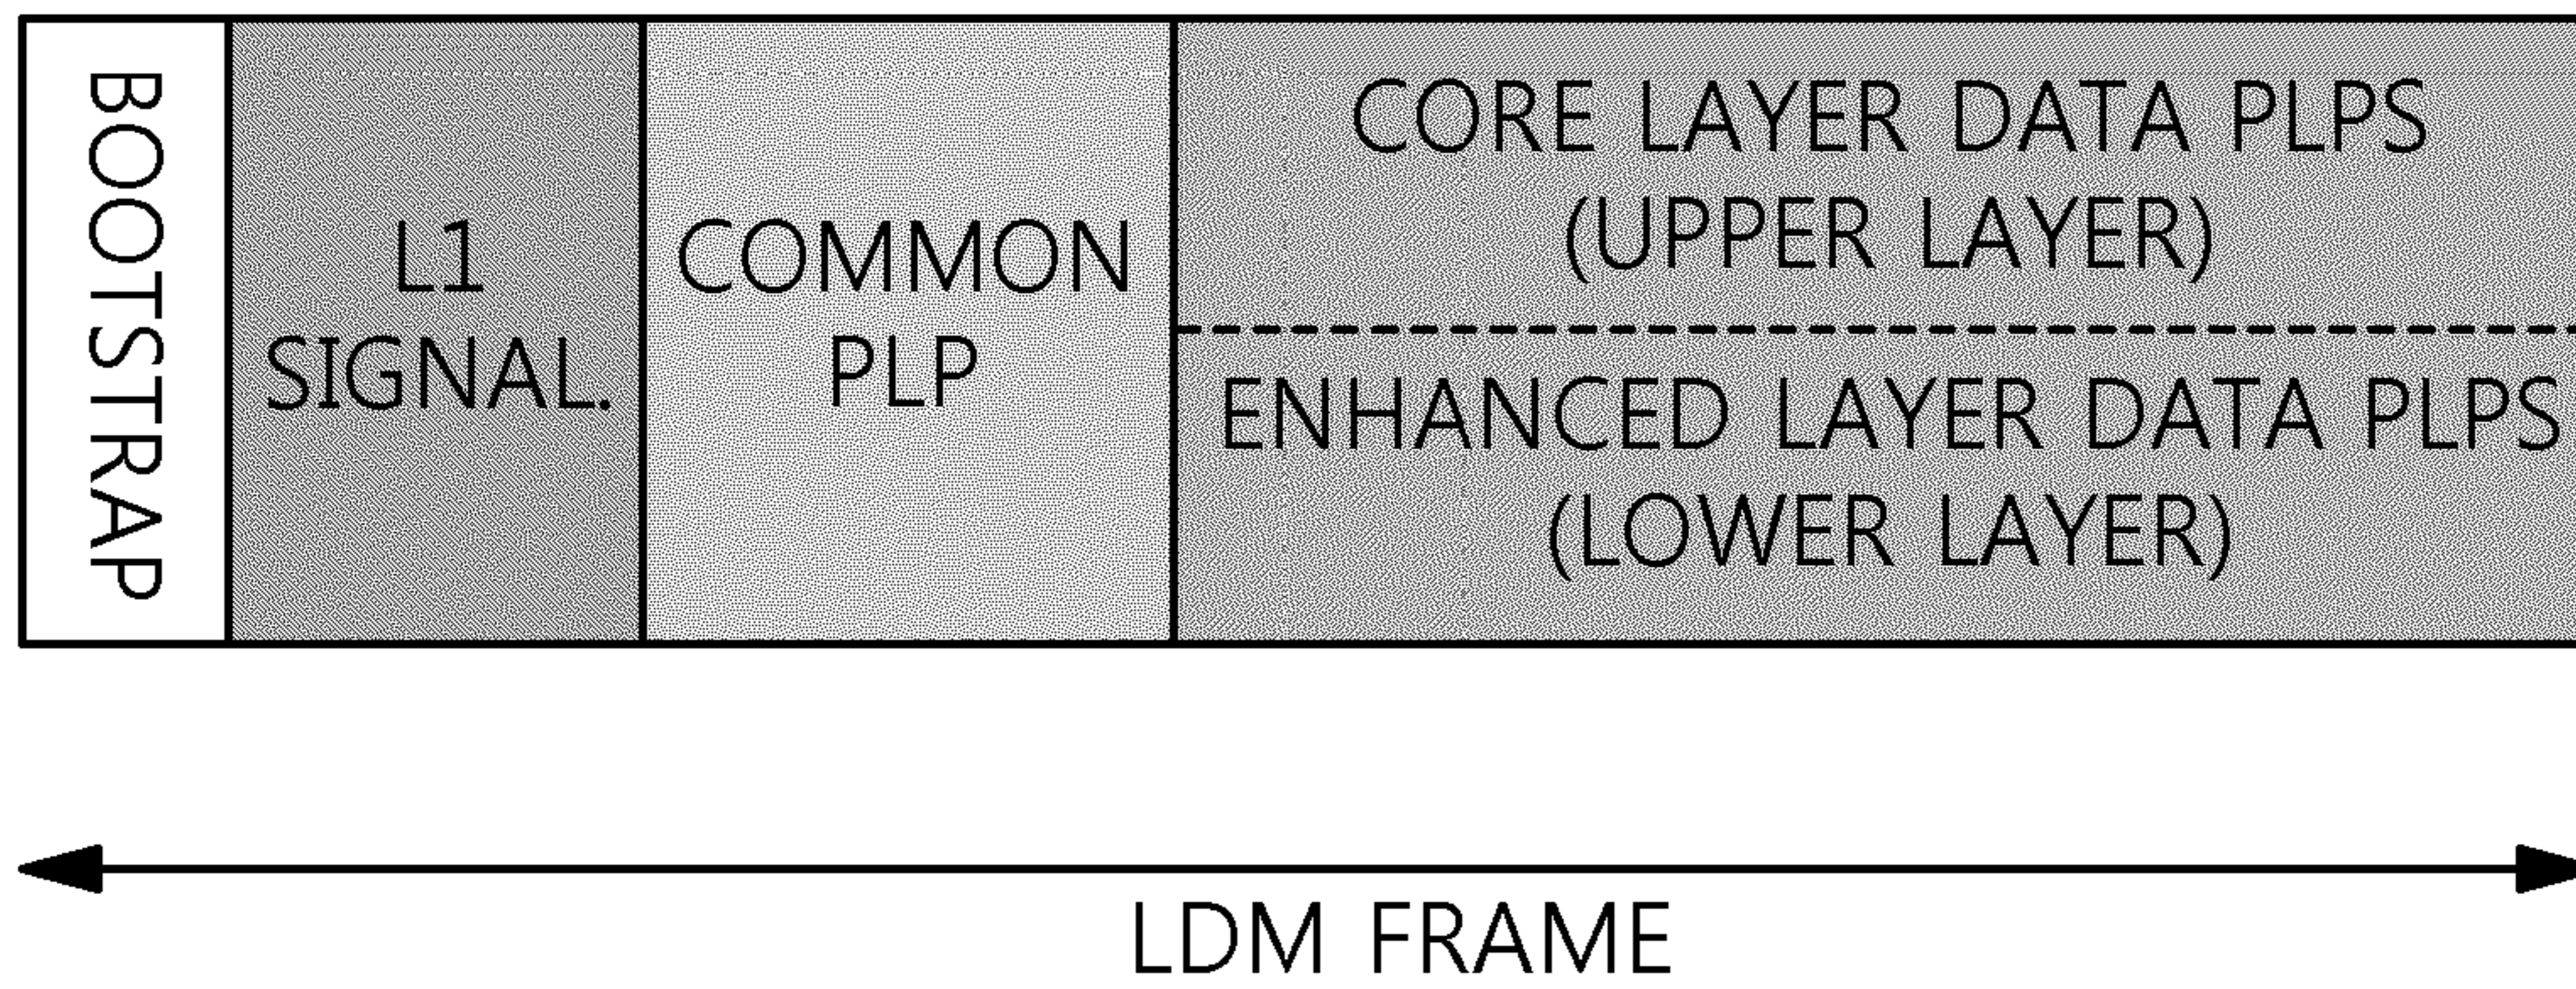 BOOTSTRAP
L1
SIGNAL.
COMMON
PLP
CORE LAYER DATA PLPS
(UPPER LAYER)
ENHANCED LAYER DATA PLPS
(LOWER LAYER)
LDM FRAME